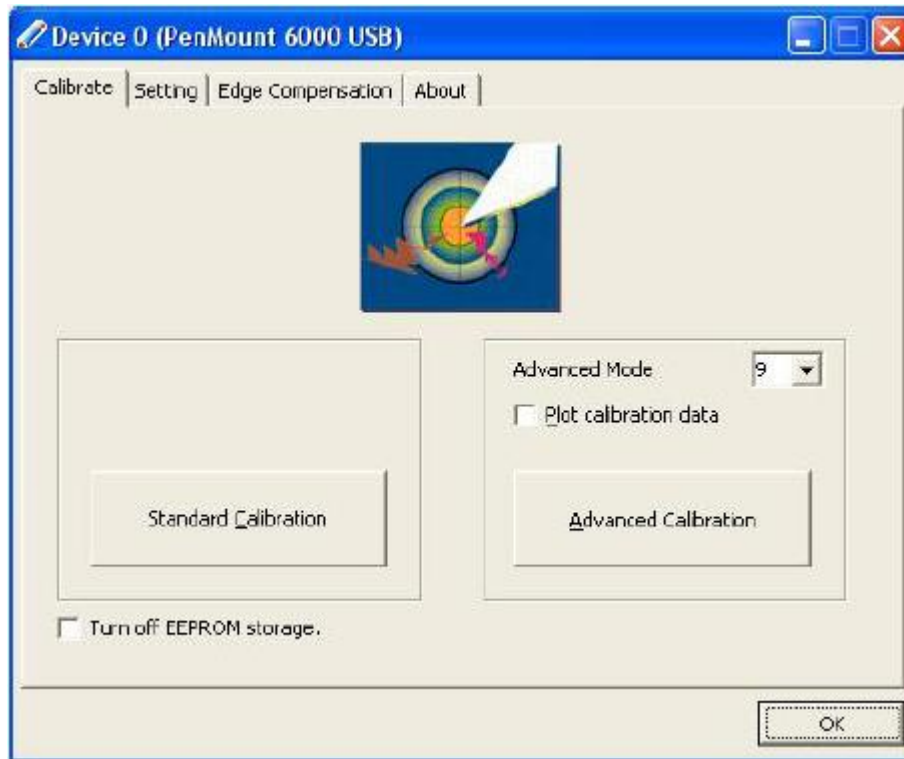 Device 0 (PenMount 6000 USB)
Calibrate Setting Edge Compensation About
Advanced Mode 9
Plot calibration data
Standard Calibration
Advanced Calibration
Turn off EEPROM storage.
OK